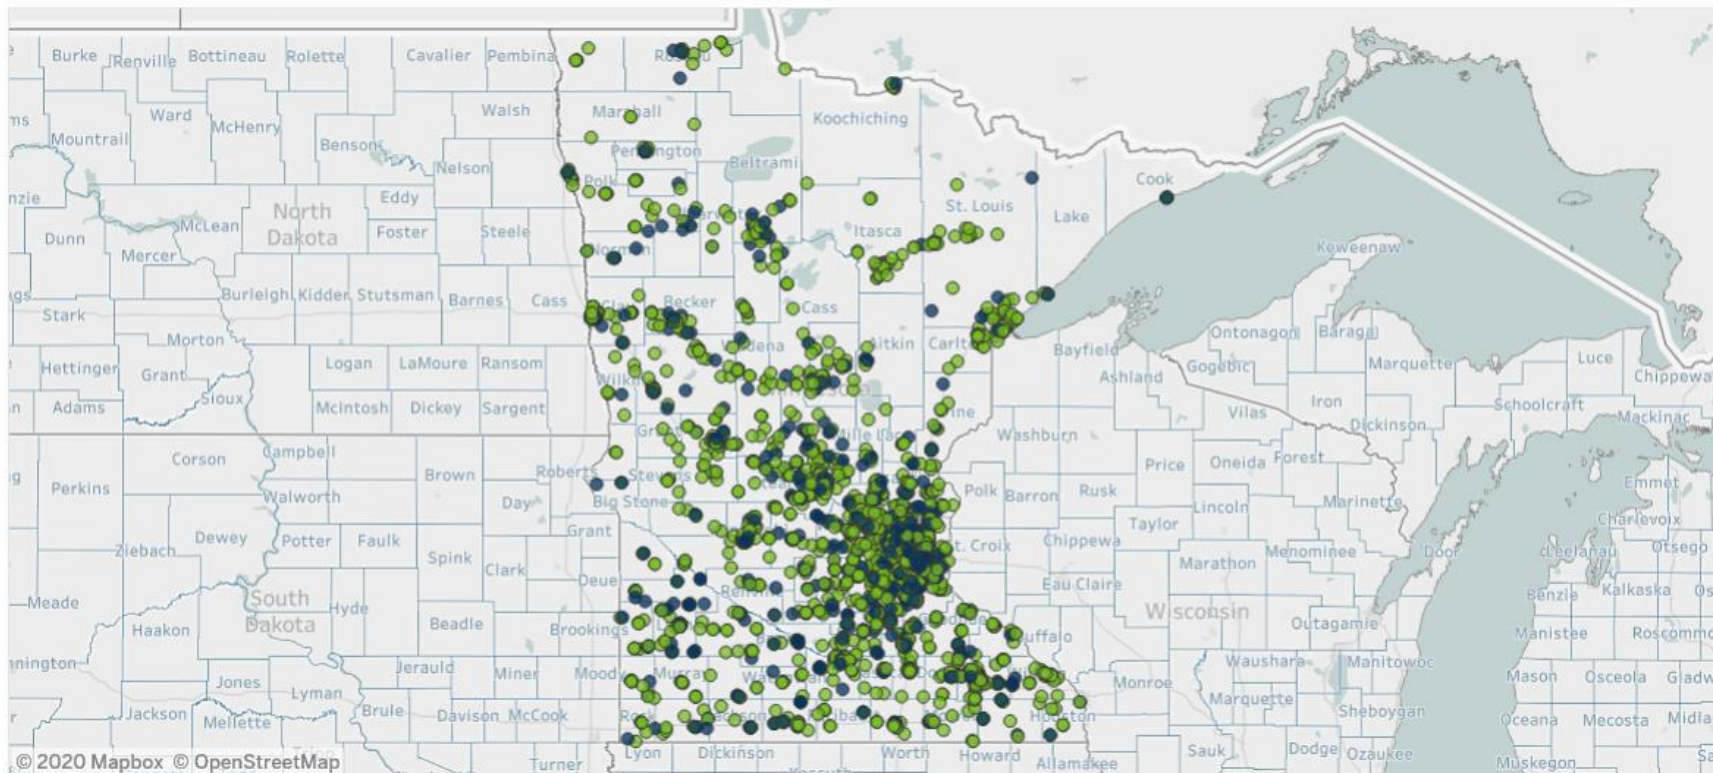 Burke
Renville
Bottineau
Rolette
Cavalier
Pembina
Ward
McHenry
Walsh
Marshall
Koochiching
Mountrail
Benson
Nelson
Pennington
Beltrami
Polk
Cook
St. Louis
Lake
North
Dakota
Eddy
McLean
Foster
Steele
Dunn
Mercer
Norman
Itasca
Keweenaw
Burleigh
Kidder
Stutsman
Barnes
Cass
Becker
Cass
Stark
Morton
Ontonagon
Baraga
Bayfield
Gogebic
Marquette
Luce
Chippewa
Hettinger
Grant
Logan
LaMoure
Ransom
Ashland
Adams
Sioux
McIntosh
Dickey
Sargent
Vilas
Iron
Dickinson
Schoolcraft
Mackinac
Corson
Campbell
Brown
Roberts
Stevens
Washburn
Price
Oneida
Forest
Emmet
Perkins
Walworth
Day
Big Stone
Polk
Barron
Rusk
Lincoln
Marinette
Taylor
Charlevoix
Ziebach
Dewey
Potter
Faulk
Spink
Grant
Clark
St. Croix
Chippewa
Menominee
Door
Leelanau
Otsego
Marathon
Meade
South
Dakota
Hyde
Beadle
Brookings
Eau Claire
Wisconsin
Outagamie
Benzie
Kalkaska
Haakon
Manistee
Roscommo
Jerauld
Miner
Moody
Murray
Waushara
Manitowoc
Jones
Lyman
Monroe
Marquette
Mason
Osceola
Gladw
Jackson
Mellette
Brule
Davison
McCook
Houston
Sheboygan
Oceana
Mecosta
Midla
Turner
Lyon
Dickinson
Worth
Howard
Allamakee
Sauk
Dodge
Ozaukee
Muskegon
© 2020 Mapbox © OpenStreetMap